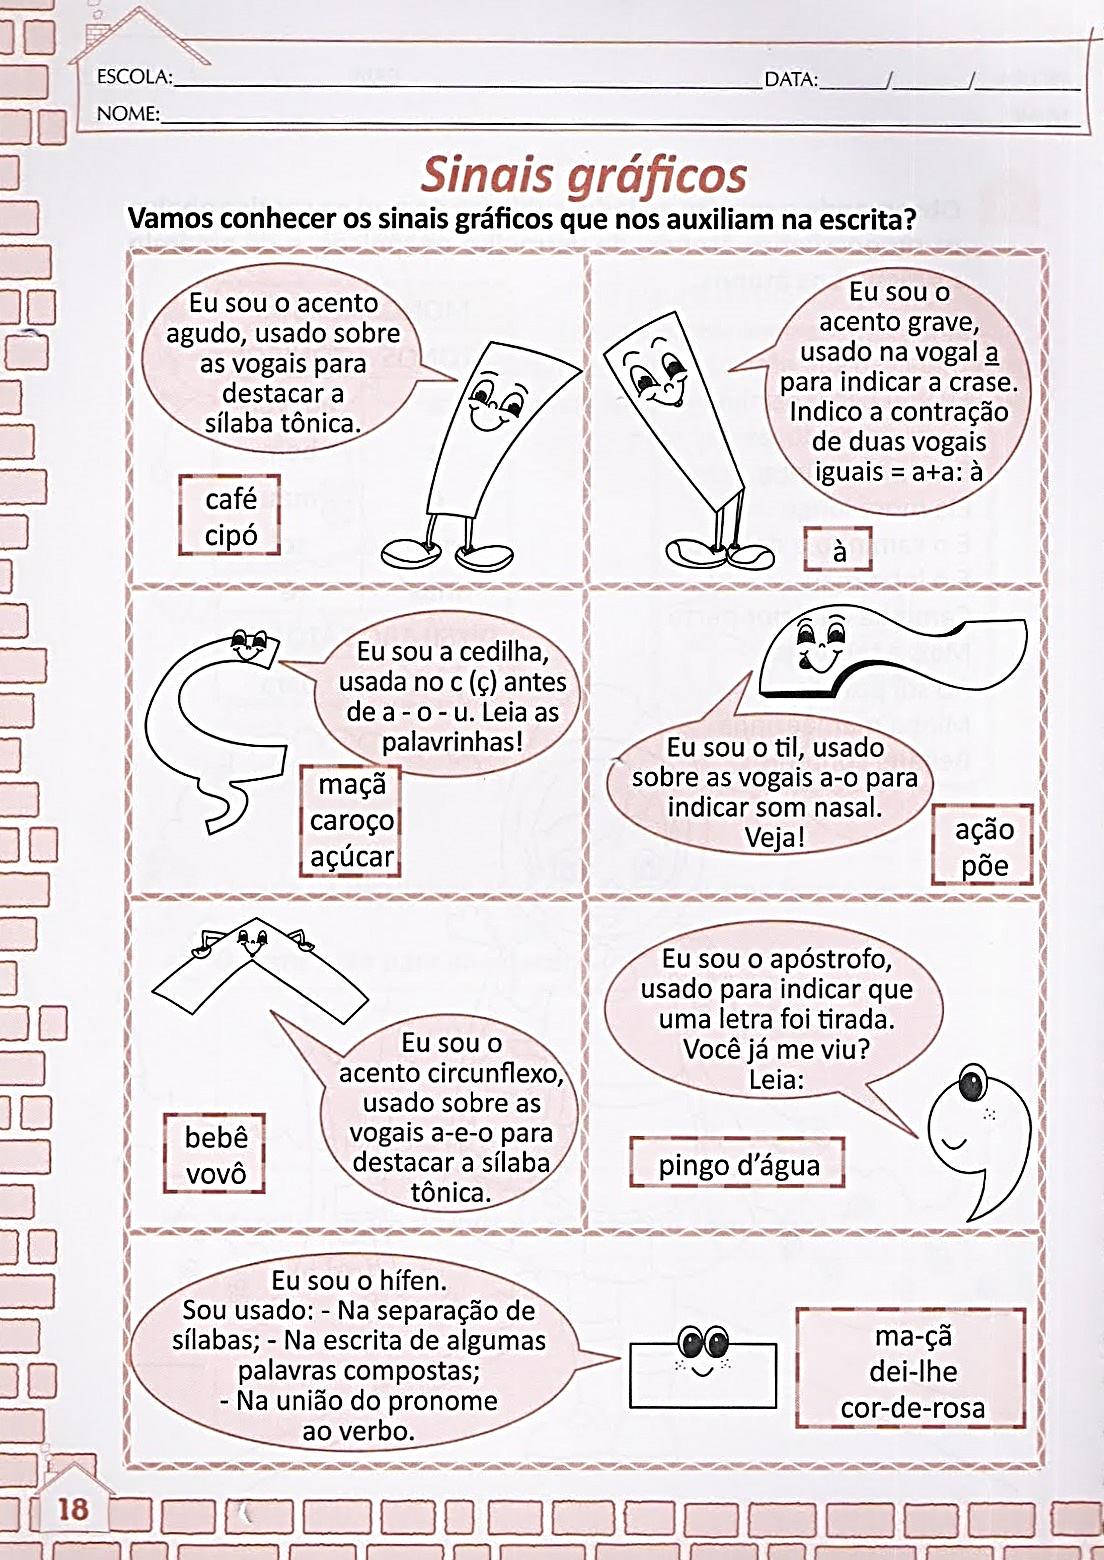 ESCOLA: DATA: / /
NOME:
Sinais gráficos
Vamos conhecer os sinais gráficos que nos auxiliam na escrita?
Eu sou o acento
agudo, usado sobre
as vogais para
destacar a
sílaba tônica.
café
cipó
Eu sou o
acento grave,
usado na vogal a
para indicar a crase.
Indico a contração
de duas vogais
iguais = a+a: à
à
Eu sou a cedilha,
usada no c (ç) antes
de a - o - u. Leia as
palavrinhas!
maçã
caroço
açúcar
Eu sou o til, usado
sobre as vogais a-o para
indicar som nasal.
Veja!
ação
põe
Eu sou o
acento circunflexo,
usado sobre as
vogais a-e-o para
destacar a sílaba
tônica.
bebê
vovô
Eu sou o apóstrofo,
usado para indicar que
uma letra foi tirada.
Você já me viu?
Leia:
pingo d’água
Eu sou o hífen.
Sou usado: - Na separação de
sílabas; - Na escrita de algumas
palavras compostas;
- Na união do pronome
ao verbo.
ma-çã
dei-lhe
cor-de-rosa
18